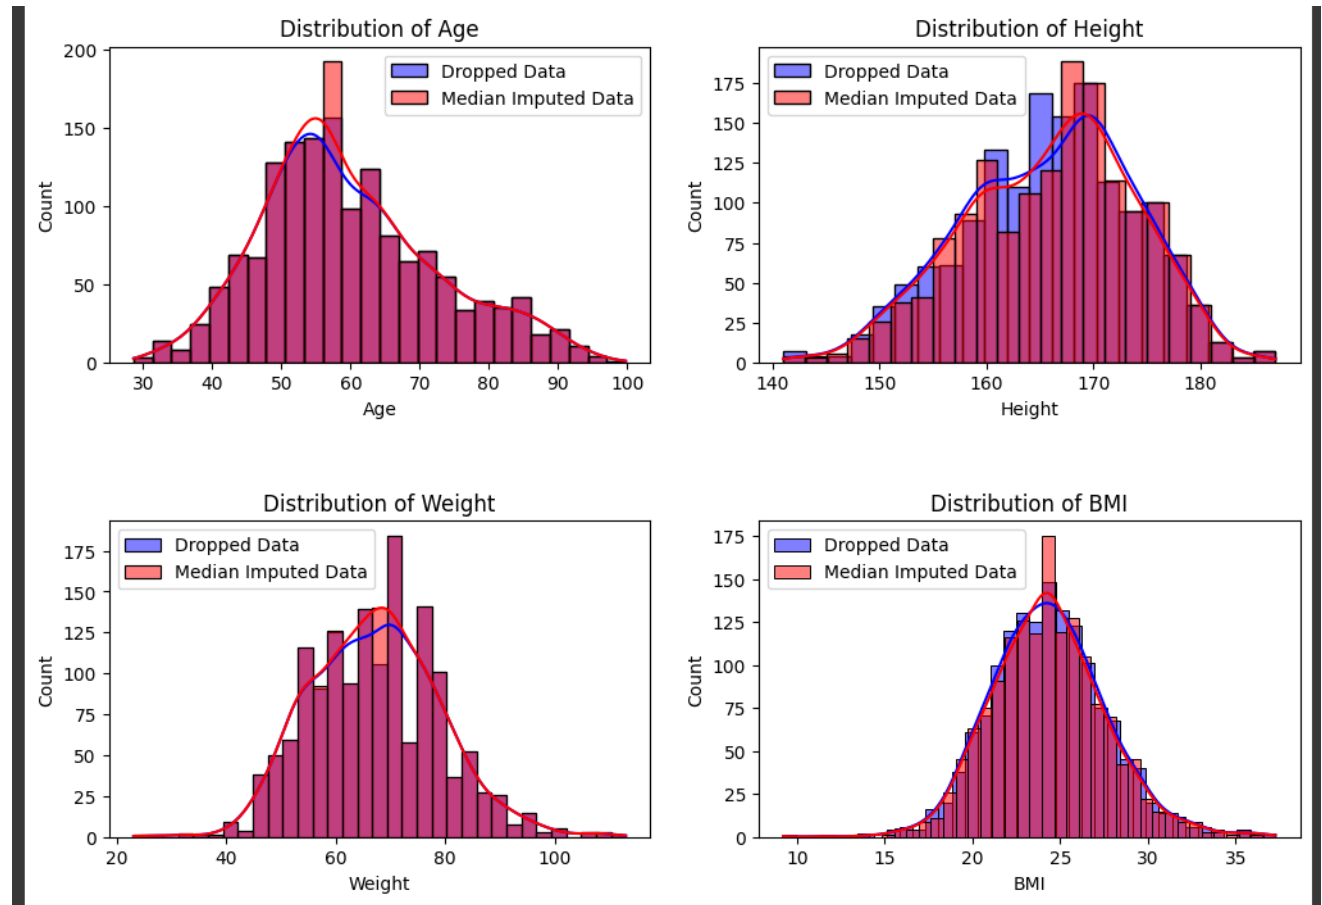 Distribution of Age
200
150
100
50
0
Count
Dropped Data
Median Imputed Data
30 40 50 60 70 80 90 100
Age
Distribution of Height
175
150
125
100
75
50
25
0
Count
Dropped Data
Median Imputed Data
140 150 160 170 180
Height
Distribution of Weight
175
150
125
100
75
50
25
0
Count
Dropped Data
Median Imputed Data
20 40 60 80 100
Weight
Distribution of BMI
175
150
125
100
75
50
25
0
Count
Dropped Data
Median Imputed Data
10 15 20 25 30 35
BMI